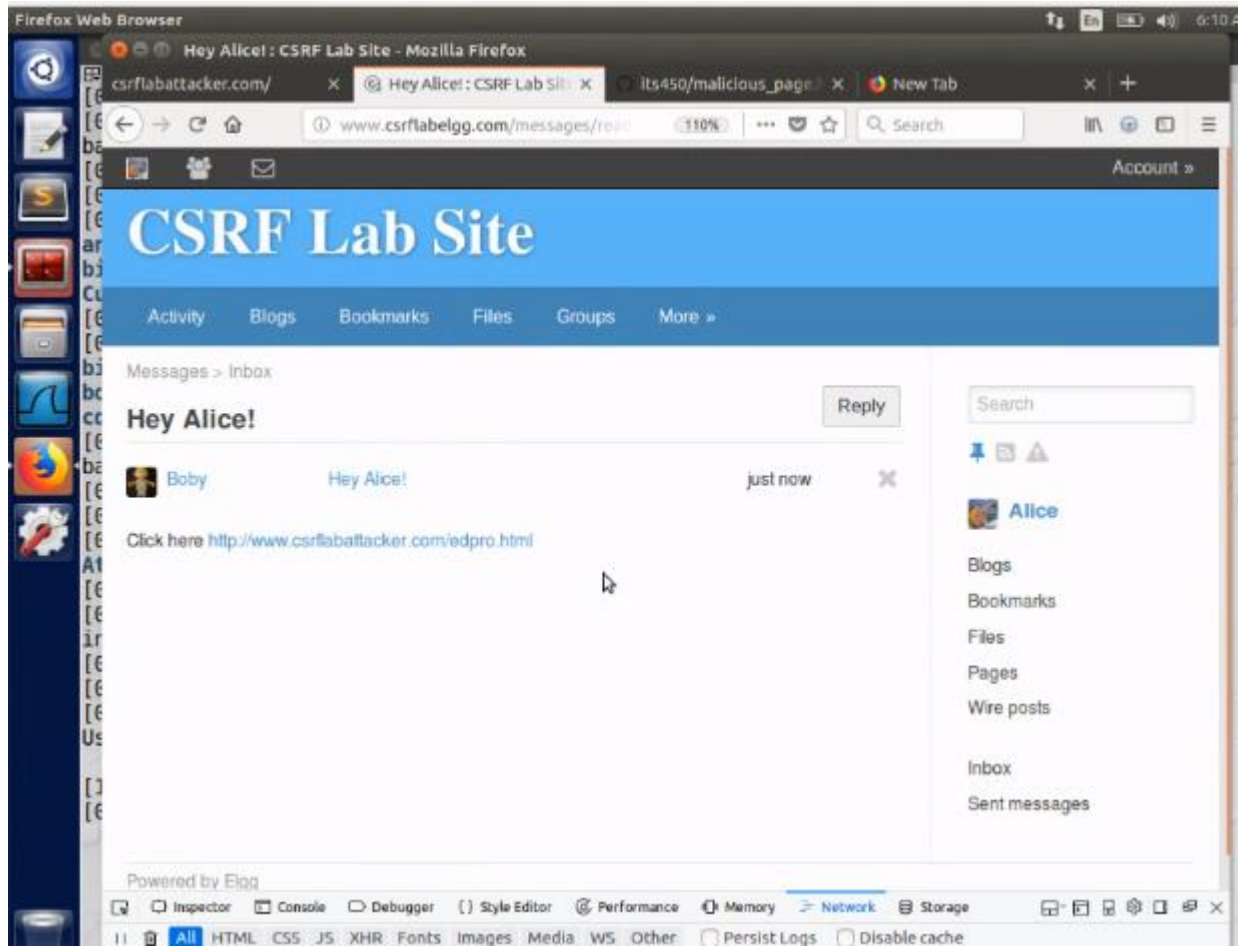 Firefox Web Browser
En
6:10
Hey Alice! : CSRF Lab Site - Mozilla Firefox
csrflabattacker.com/
Hey Alice! : CSRF Lab Sit
its450/malicious_page.
New Tab
www.csrflabelgg.com/messages/read
110%
Search
Account »
CSRF Lab Site
Activity Blogs Bookmarks Files Groups More »
Messages > Inbox
Hey Alice!
Reply
Search
Boby Hey Alice! just now
Alice
Click here http://www.csrflabattacker.com/edpro.html
Blogs
Bookmarks
Files
Pages
Wire posts
Inbox
Sent messages
Powered by Elgg
Inspector Console Debugger {} Style Editor Performance Memory Network Storage
All HTML CSS JS XHR Fonts Images Media WS Other Persist Logs Disable cache